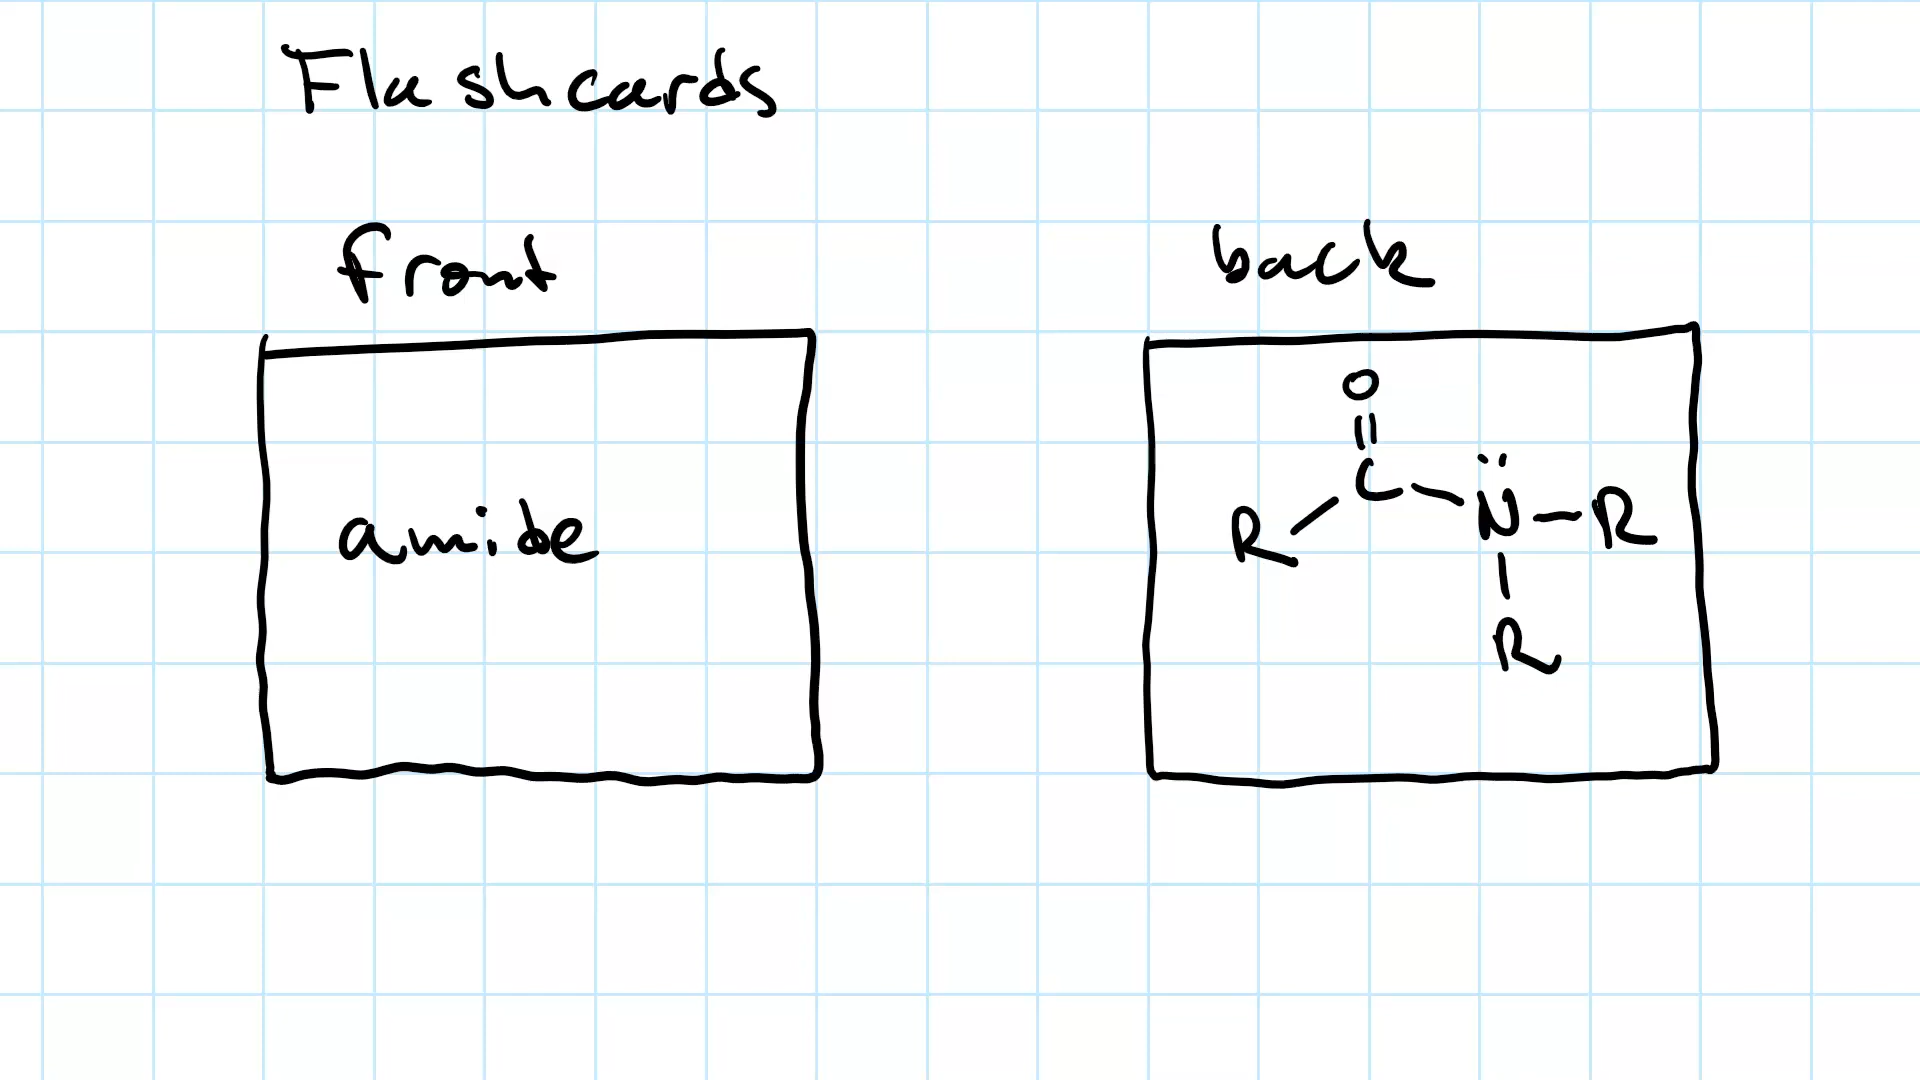 Flashcards
front
back
amide
O
||
C
R
N̈ - R
R